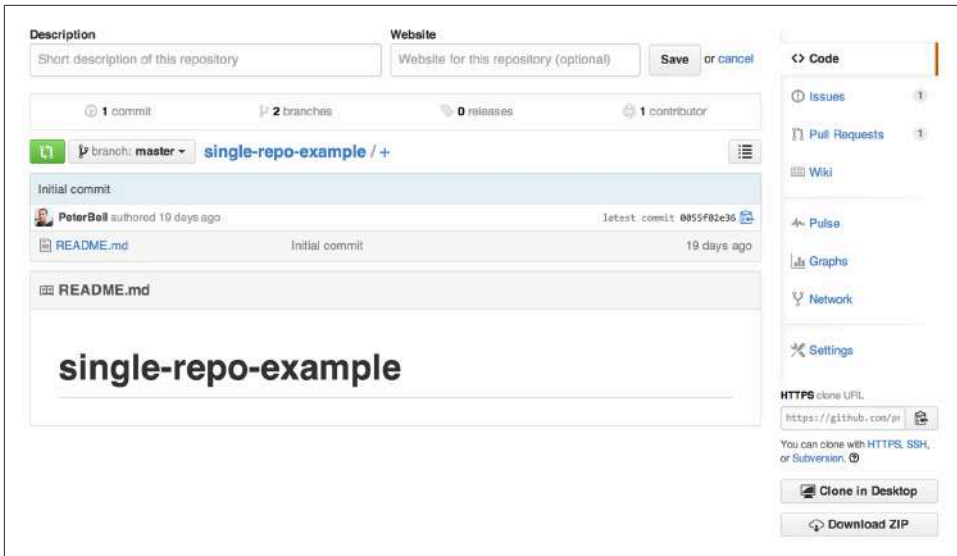 Description
Website
Short description of this repository
Website for this repository (optional)
Save or cancel
1 commit
2 branches
0 releases
1 contributor
branch: master
single-repo-example / +
Initial commit
PeterBell authored 19 days ago
latest commit 0055f02e36
README.md
Initial commit
19 days ago
README.md
single-repo-example
<> Code
Issues 1
Pull Requests 1
Wiki
Pulse
Graphs
Network
Settings
HTTPS clone URL
https://github.com/
You can clone with HTTPS, SSH,
or Subversion.
Clone in Desktop
Download ZIP